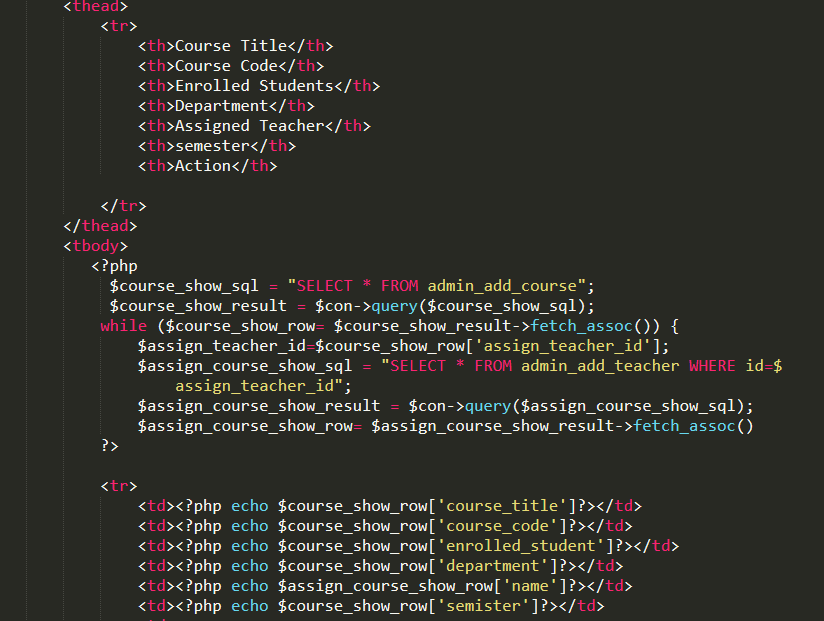 <thead>
<tr>
<th>Course Title</th>
<th>Course Code</th>
<th>Enrolled Students</th>
<th>Department</th>
<th>Assigned Teacher</th>
<th>semester</th>
<th>Action</th>
</tr>
</thead>
<tbody>
<?php
$course_show_sql = "SELECT * FROM admin_add_course";
$course_show_result = $con->query($course_show_sql);
while ($course_show_row= $course_show_result->fetch_assoc()) {
$assign_teacher_id=$course_show_row['assign_teacher_id'];
$assign_course_show_sql = "SELECT * FROM admin_add_teacher WHERE id=$
assign_teacher_id";
$assign_course_show_result = $con->query($assign_course_show_sql);
$assign_course_show_row= $assign_course_show_result->fetch_assoc()
?>
<tr>
<td><?php echo $course_show_row['course_title']?></td>
<td><?php echo $course_show_row['course_code']?></td>
<td><?php echo $course_show_row['enrolled_student']?></td>
<td><?php echo $course_show_row['department']?></td>
<td><?php echo $assign_course_show_row['name']?></td>
<td><?php echo $course_show_row['semister']?></td>